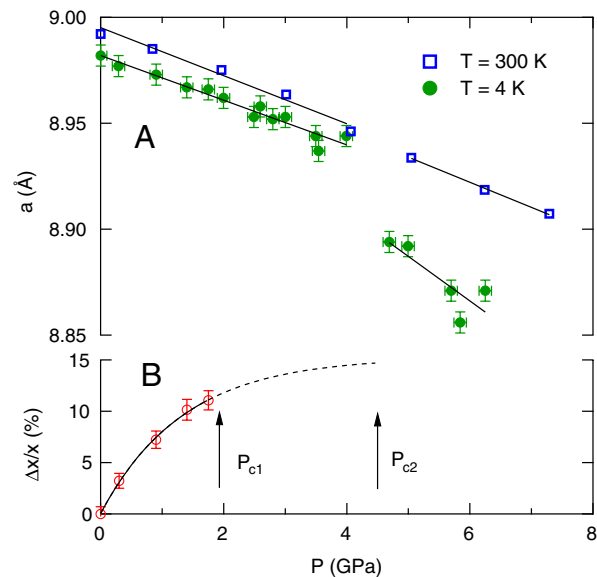 9.00
T = 300 K
T = 4 K
8.95
A
a (Å)
8.90
8.85
15
B
10
Δx/x (%)
P_c1
P_c2
5
0
0
2
4
6
8
P (GPa)